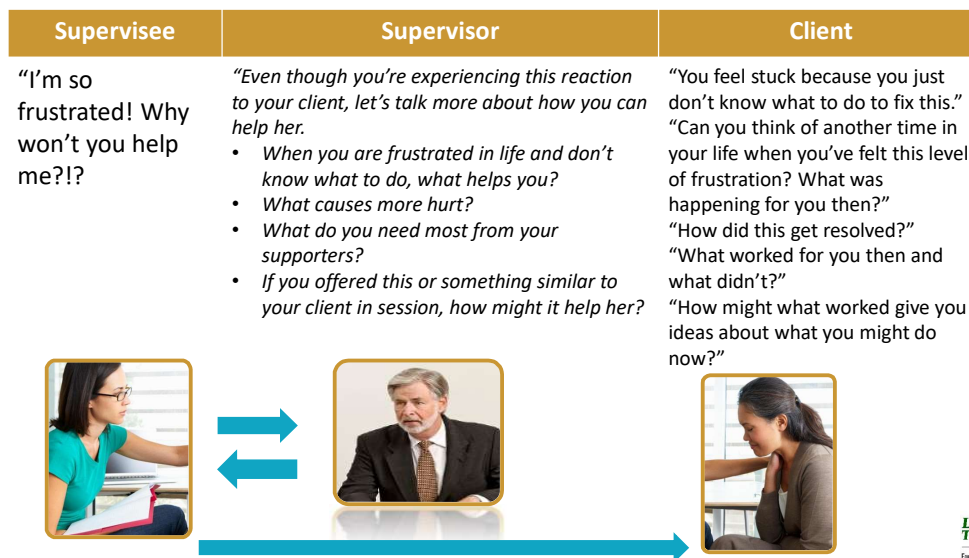 Supervisee
Supervisor
Client
“I’m so
frustrated! Why
won’t you help
me?!?
“Even though you’re experiencing this reaction
to your client, let’s talk more about how you can
help her.
• When you are frustrated in life and don’t
know what to do, what helps you?
• What causes more hurt?
• What do you need most from your
supporters?
• If you offered this or something similar to
your client in session, how might it help her?
“You feel stuck because you just
don’t know what to do to fix this.”
“Can you think of another time in
your life when you’ve felt this level
of frustration? What was
happening for you then?”
“How did this get resolved?”
“What worked for you then and
what didn’t?”
“How might what worked give you
ideas about what you might do
now?”